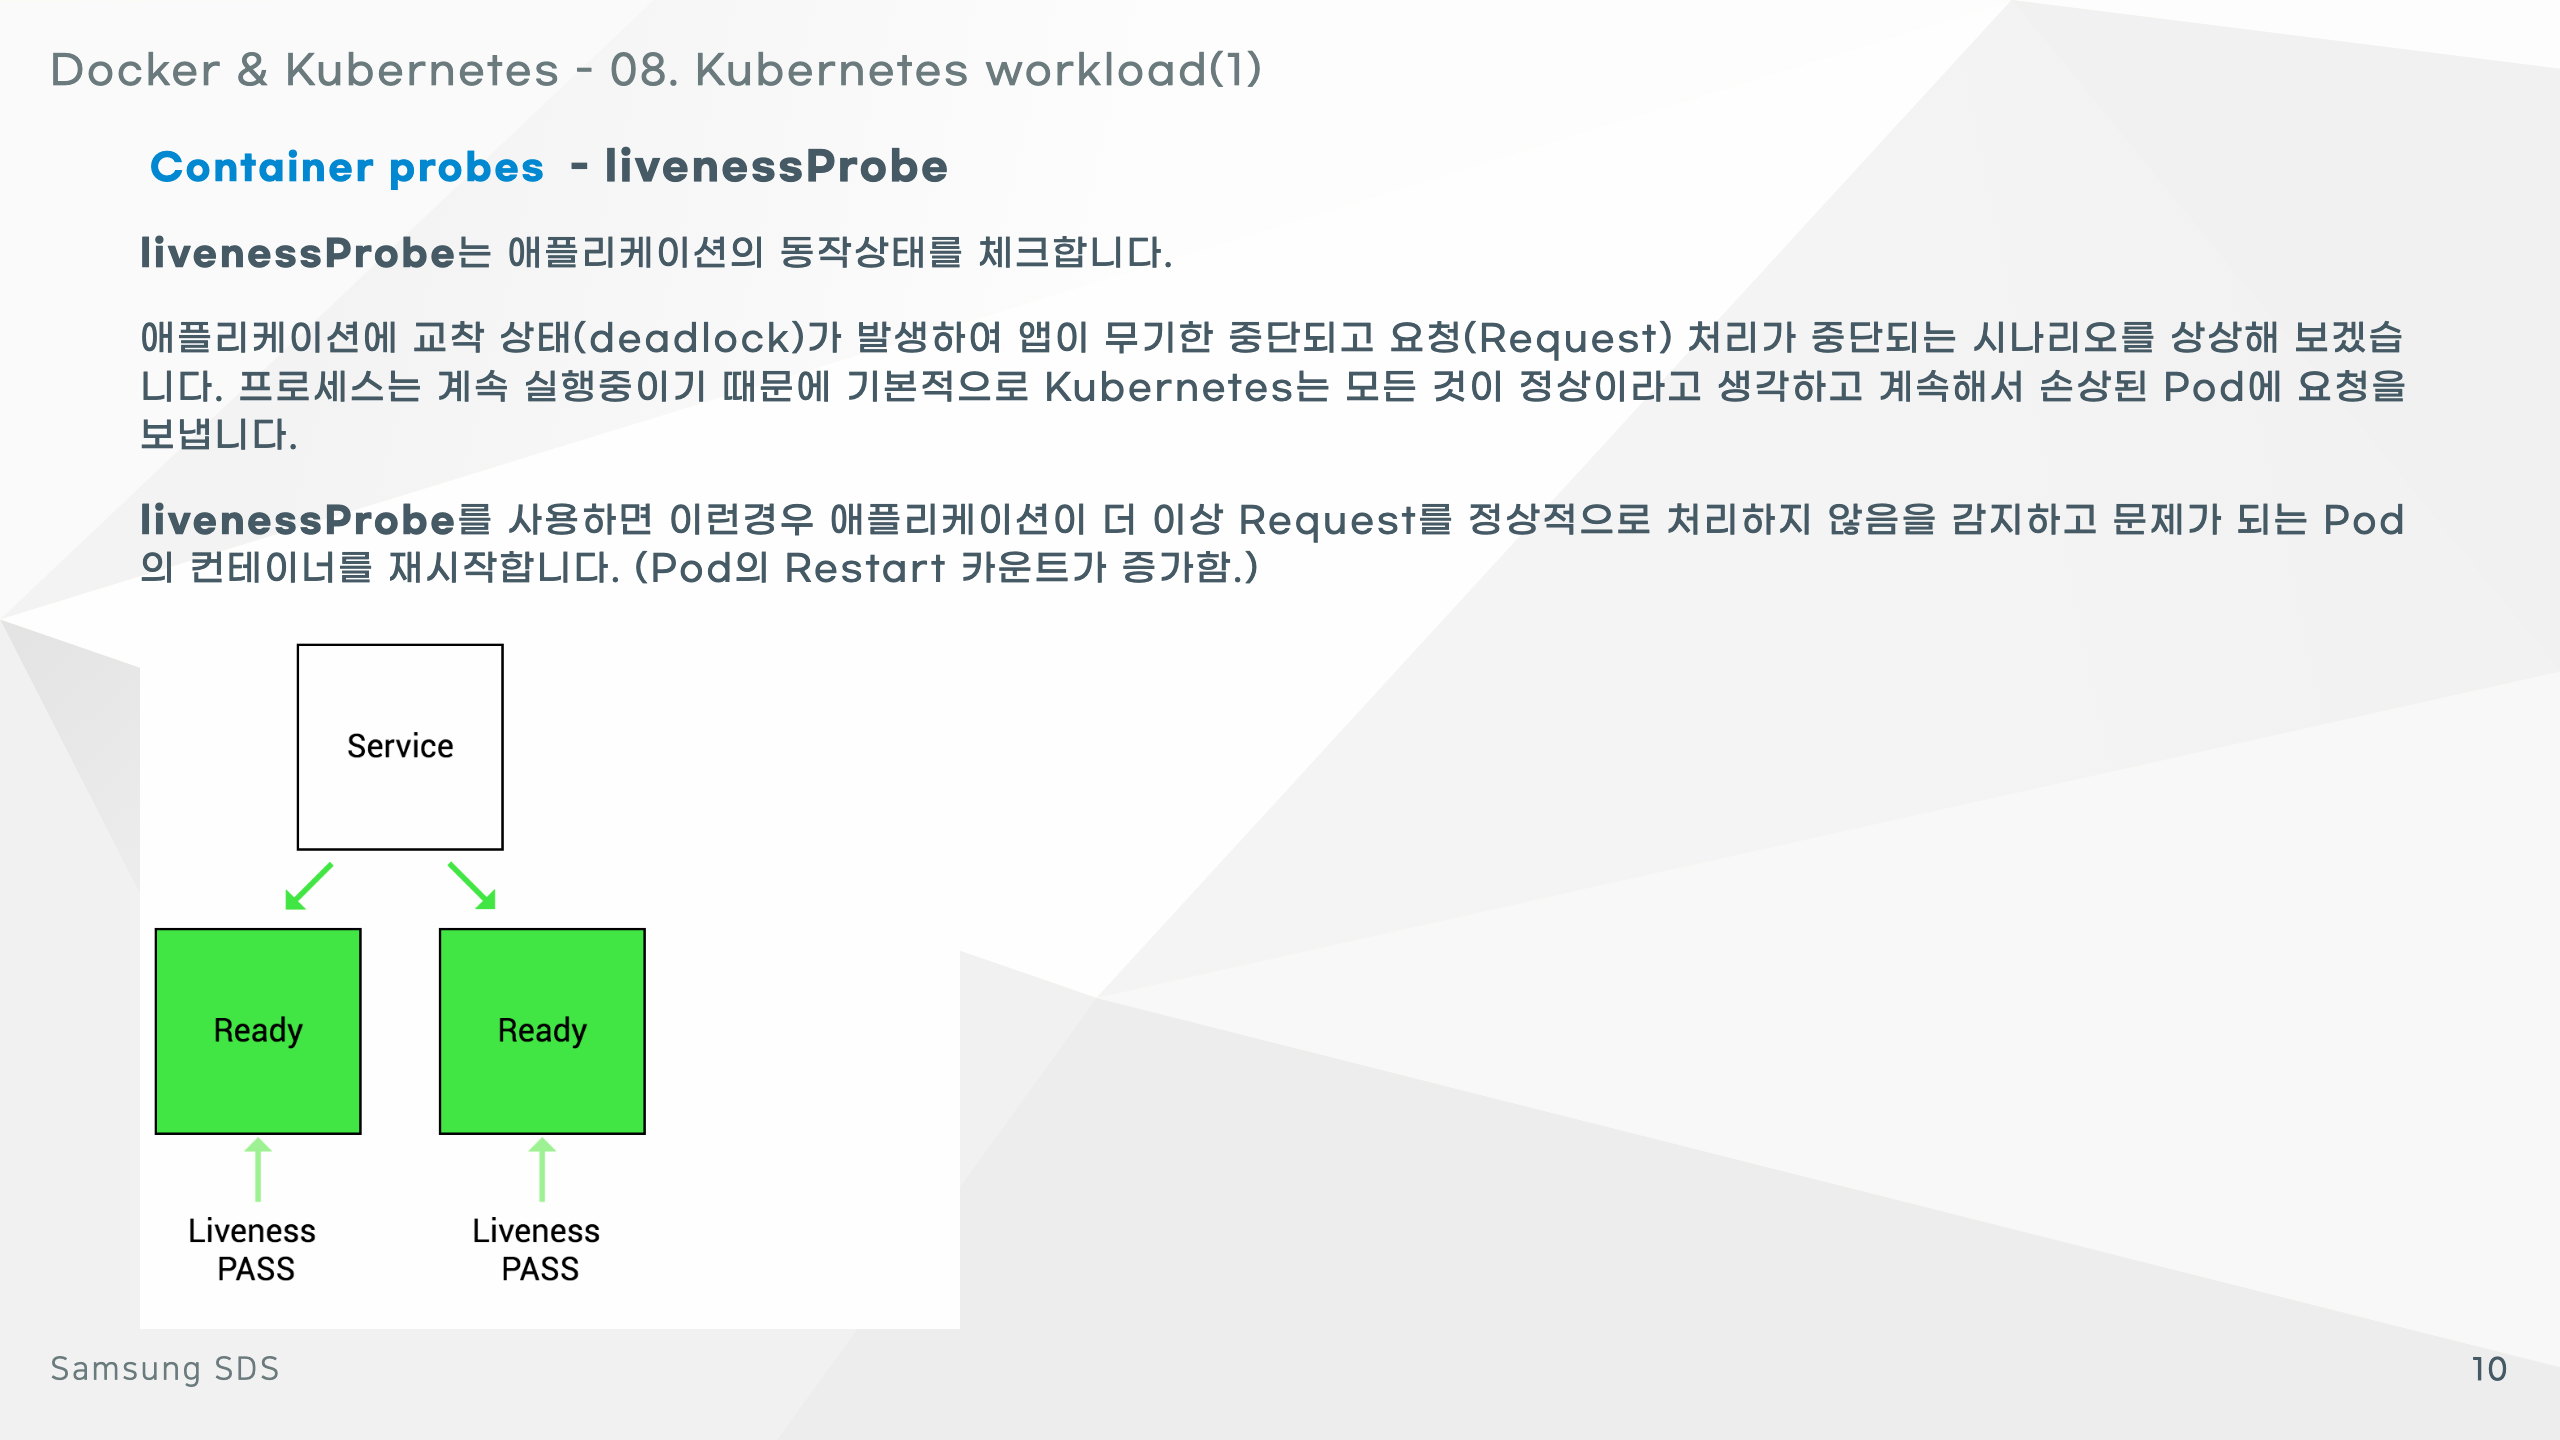 Docker & Kubernetes - 08. Kubernetes workload(1)
Container probes - livenessProbe
livenessProbe는 애플리케이션의 동작상태를 체크합니다.
애플리케이션에 교착 상태(deadlock)가 발생하여 앱이 무기한 중단되고 요청(Request) 처리가 중단되는 시나리오를 상상해 보겠습
니다. 프로세스는 계속 실행중이기 때문에 기본적으로 Kubernetes는 모든 것이 정상이라고 생각하고 계속해서 손상된 Pod에 요청을
보냅니다.
livenessProbe를 사용하면 이런경우 애플리케이션이 더 이상 Request를 정상적으로 처리하지 않음을 감지하고 문제가 되는 Pod
의 컨테이너를 재시작합니다. (Pod의 Restart 카운트가 증가함.)
Service
Ready
Ready
Liveness
PASS
Liveness
PASS
Samsung SDS
10